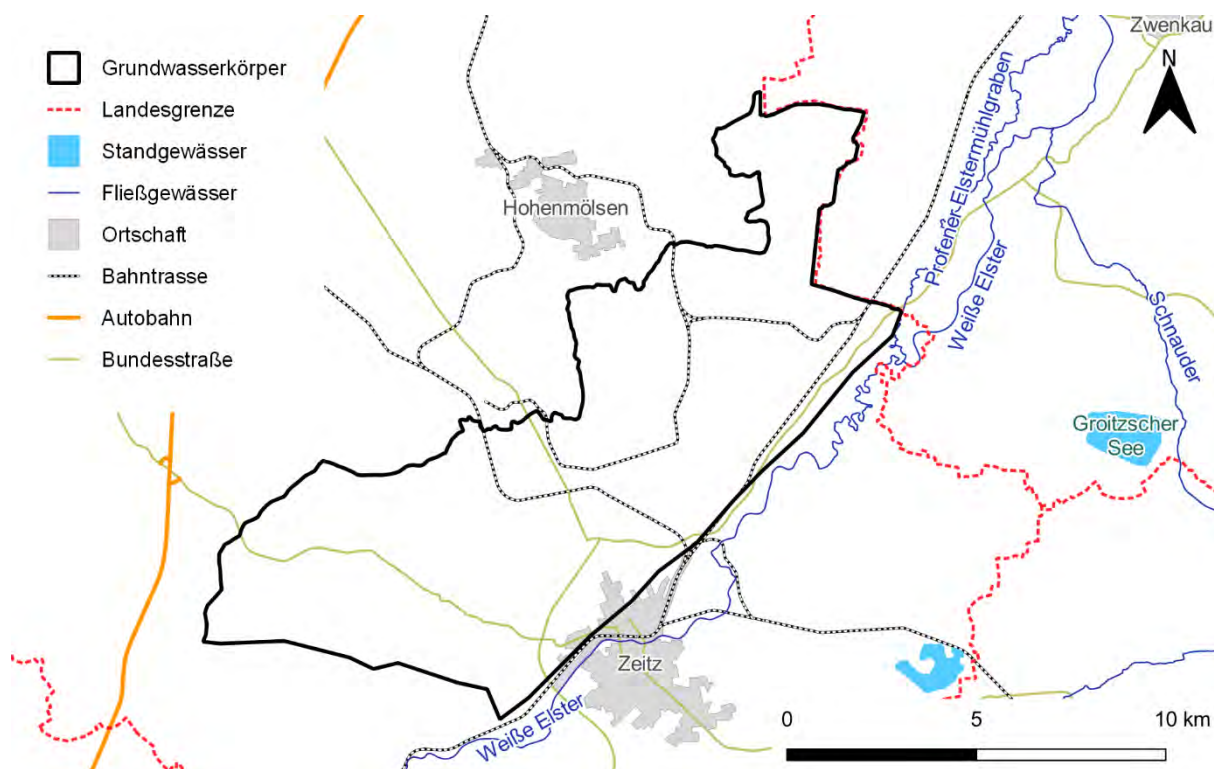 Grundwasserkörper
Landesgrenze
Standgewässer
Fließgewässer
Ortschaft
Bahntrasse
Autobahn
Bundesstraße
Zwenkau
N
Hohenmölsen
Profener-Elstermühlgraben
Weiße Elster
Schnauder
Groitzscher
See
Zeitz
Weiße Elster
0 5 10 km